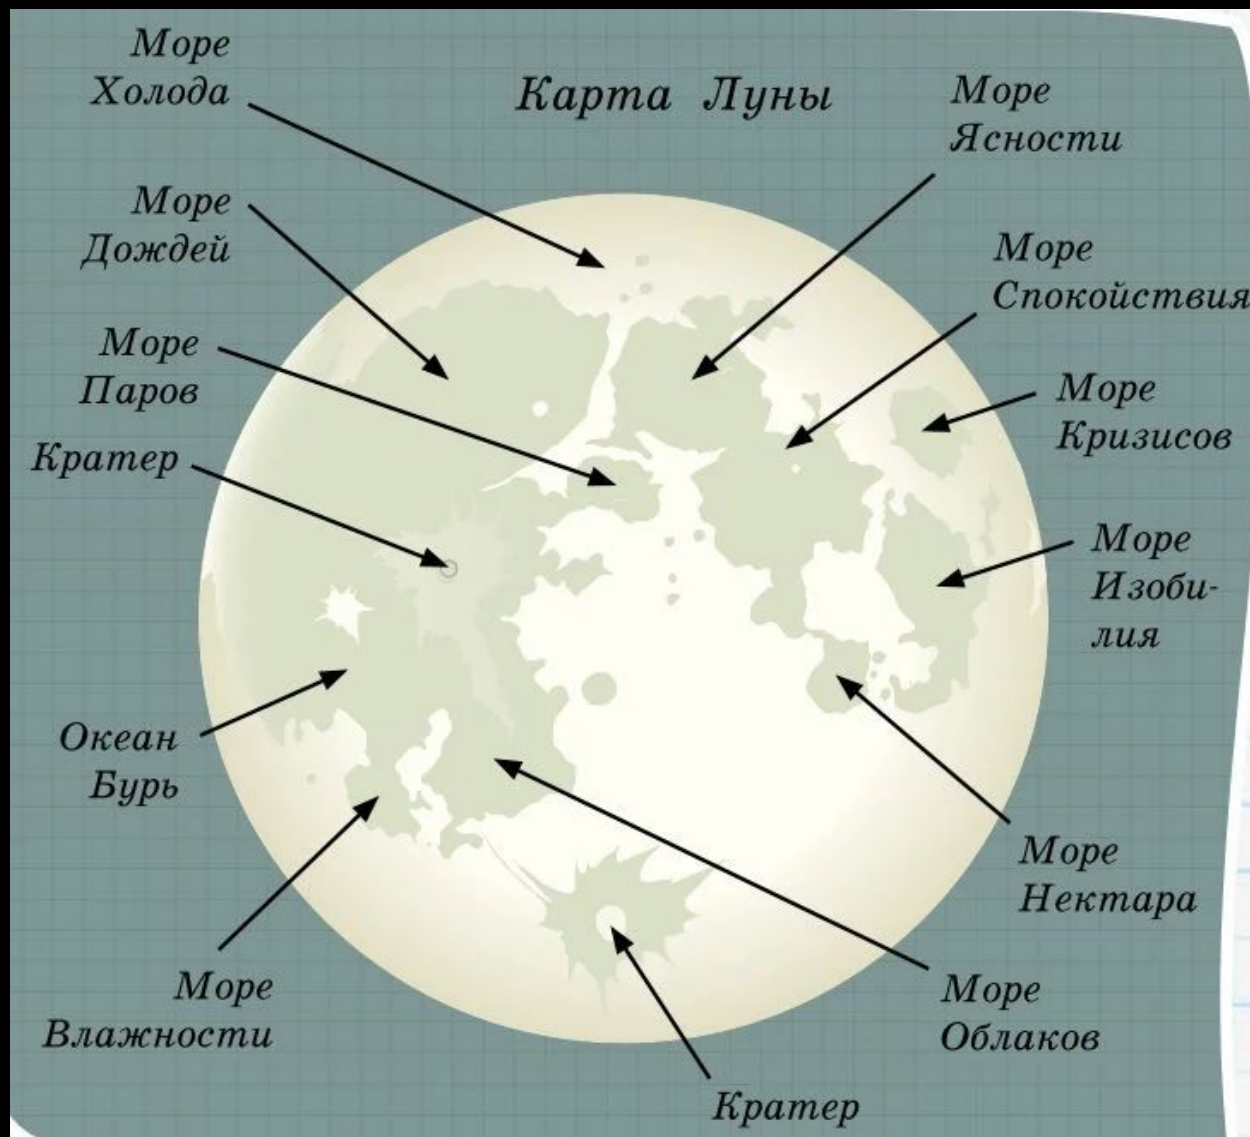 Карта Луны
Море
Холода
Море
Дождей
Море
Паров
Кратер
Океан
Бурь
Море
Влажности
Море
Ясности
Море
Спокойствия
Море
Кризисов
Море
Изоби-
лия
Море
Нектара
Море
Облаков
Кратер